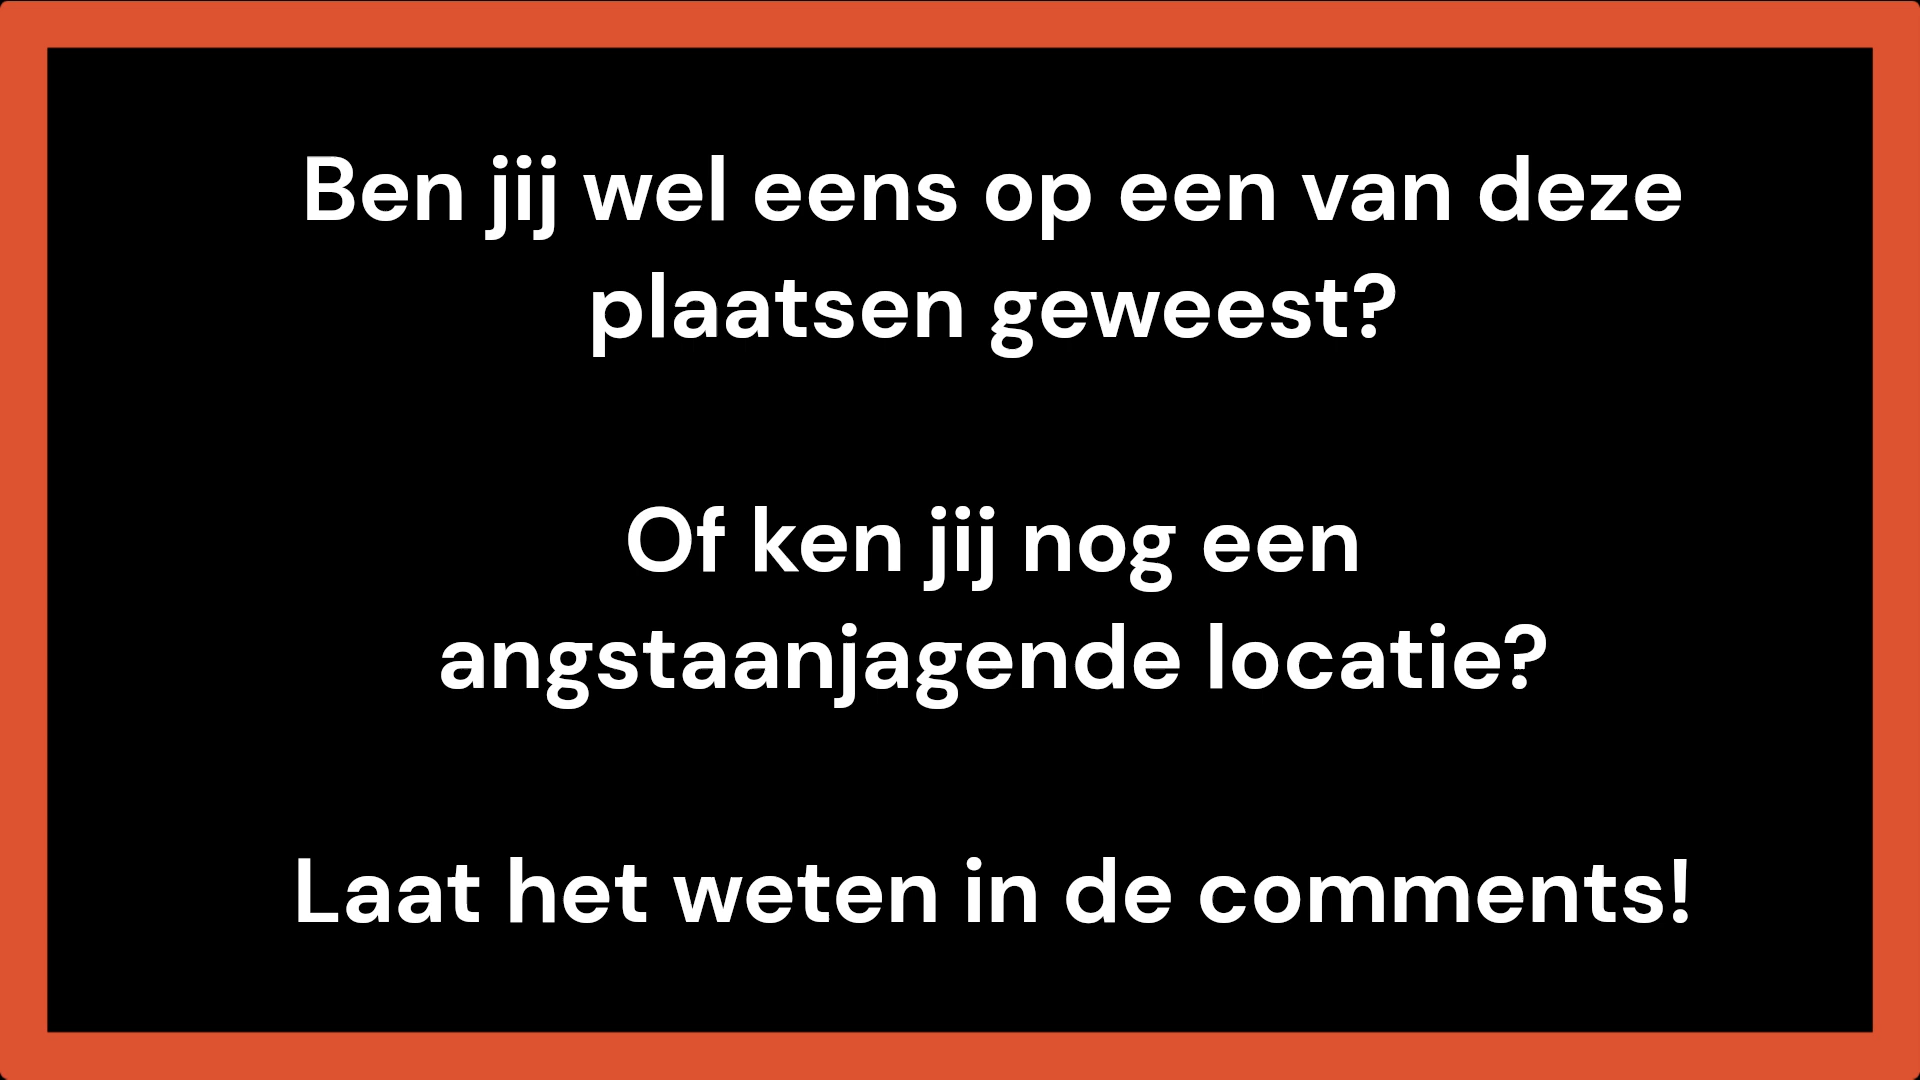 Ben jij wel eens op een van deze
plaatsen geweest?
Of ken jij nog een
angstaanjagende locatie?
Laat het weten in de comments!